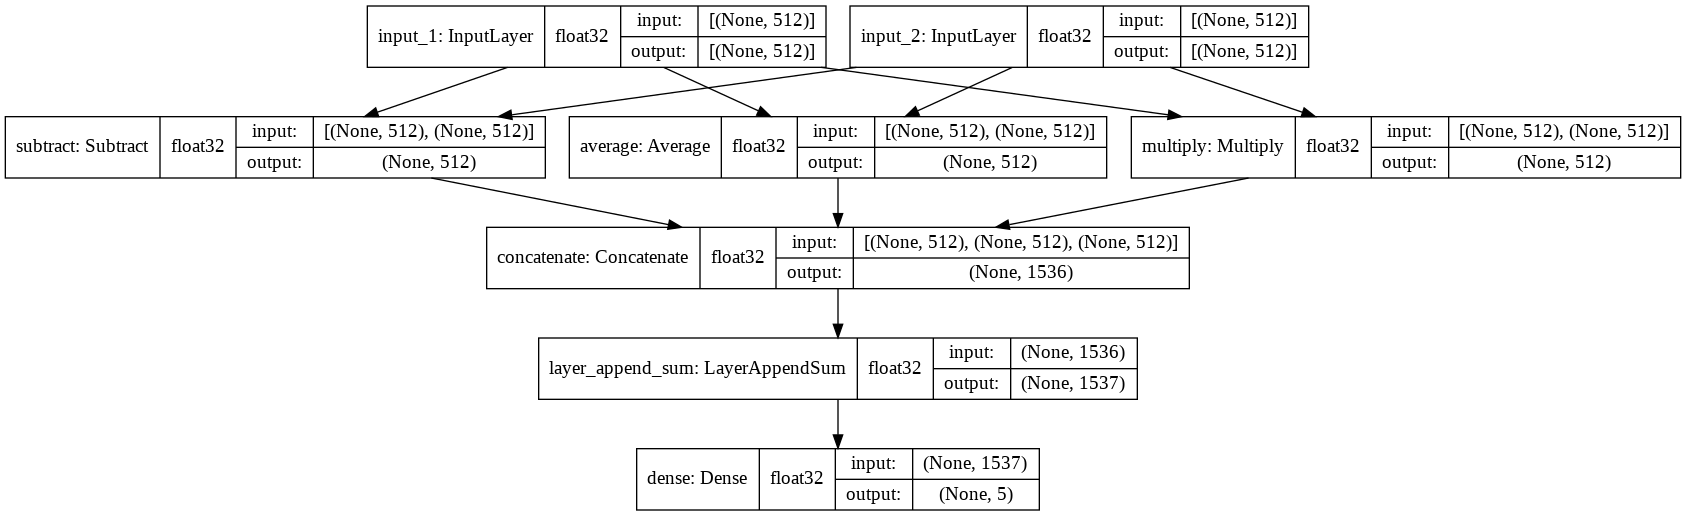 input_1: InputLayer float32 input: [(None, 512)] output: [(None, 512)]
input_2: InputLayer float32 input: [(None, 512)] output: [(None, 512)]
subtract: Subtract float32 input: [(None, 512), (None, 512)] output: (None, 512)
average: Average float32 input: [(None, 512), (None, 512)] output: (None, 512)
multiply: Multiply float32 input: [(None, 512), (None, 512)] output: (None, 512)
concatenate: Concatenate float32 input: [(None, 512), (None, 512), (None, 512)] output: (None, 1536)
layer_append_sum: LayerAppendSum float32 input: (None, 1536) output: (None, 1537)
dense: Dense float32 input: (None, 1537) output: (None, 5)